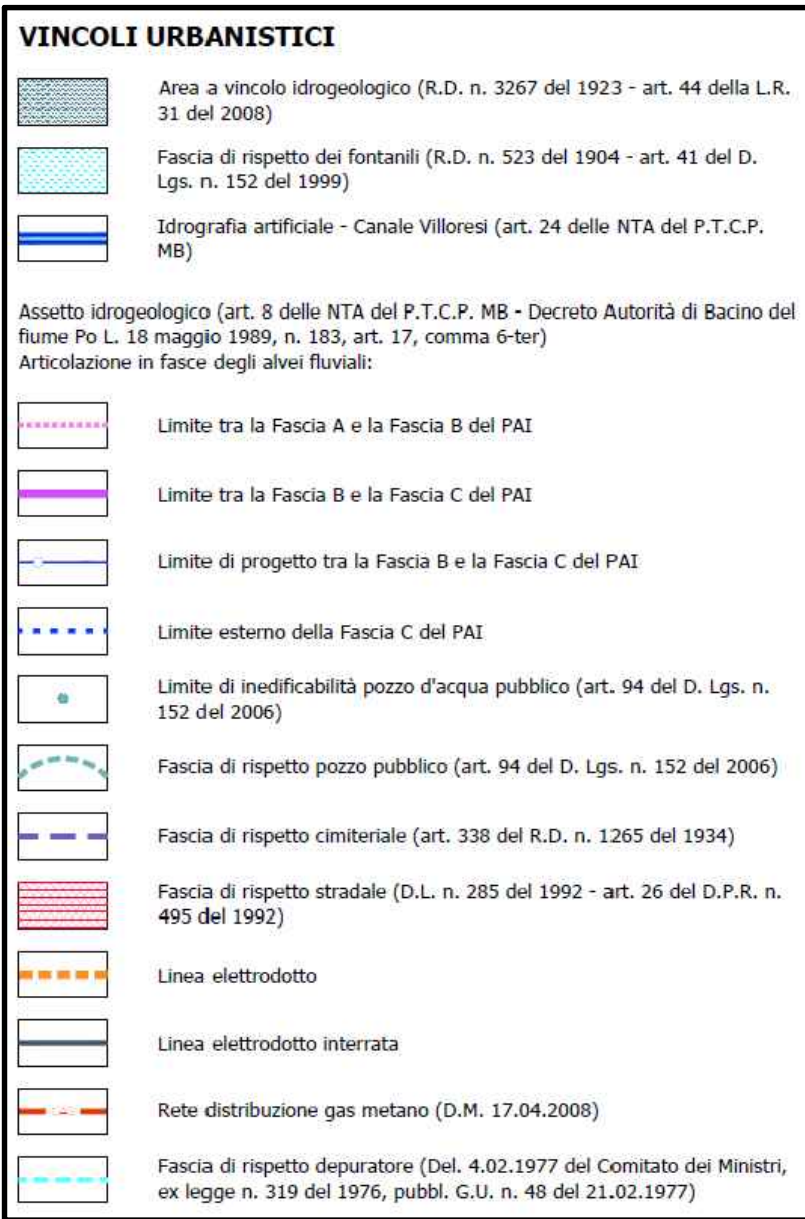 VINCOLI URBANISTICI
Area a vincolo idrogeologico (R.D. n. 3267 del 1923 - art. 44 della L.R.
31 del 2008)
Fascia di rispetto dei fontanili (R.D. n. 523 del 1904 - art. 41 del D.
Lgs. n. 152 del 1999)
Idrografia artificiale - Canale Villoresi (art. 24 delle NTA del P.T.C.P.
MB)
Assetto idrogeologico (art. 8 delle NTA del P.T.C.P. MB - Decreto Autorità di Bacino del
fiume Po L. 18 maggio 1989, n. 183, art. 17, comma 6-ter)
Articolazione in fasce degli alvei fluviali:
Limite tra la Fascia A e la Fascia B del PAI
Limite tra la Fascia B e la Fascia C del PAI
Limite di progetto tra la Fascia B e la Fascia C del PAI
Limite esterno della Fascia C del PAI
Limite di inedificabilità pozzo d'acqua pubblico (art. 94 del D. Lgs. n.
152 del 2006)
Fascia di rispetto pozzo pubblico (art. 94 del D. Lgs. n. 152 del 2006)
Fascia di rispetto cimiteriale (art. 338 del R.D. n. 1265 del 1934)
Fascia di rispetto stradale (D.L. n. 285 del 1992 - art. 26 del D.P.R. n.
495 del 1992)
Linea elettrodotto
Linea elettrodotto interrata
Rete distribuzione gas metano (D.M. 17.04.2008)
Fascia di rispetto depuratore (Del. 4.02.1977 del Comitato dei Ministri,
ex legge n. 319 del 1976, pubbl. G.U. n. 48 del 21.02.1977)